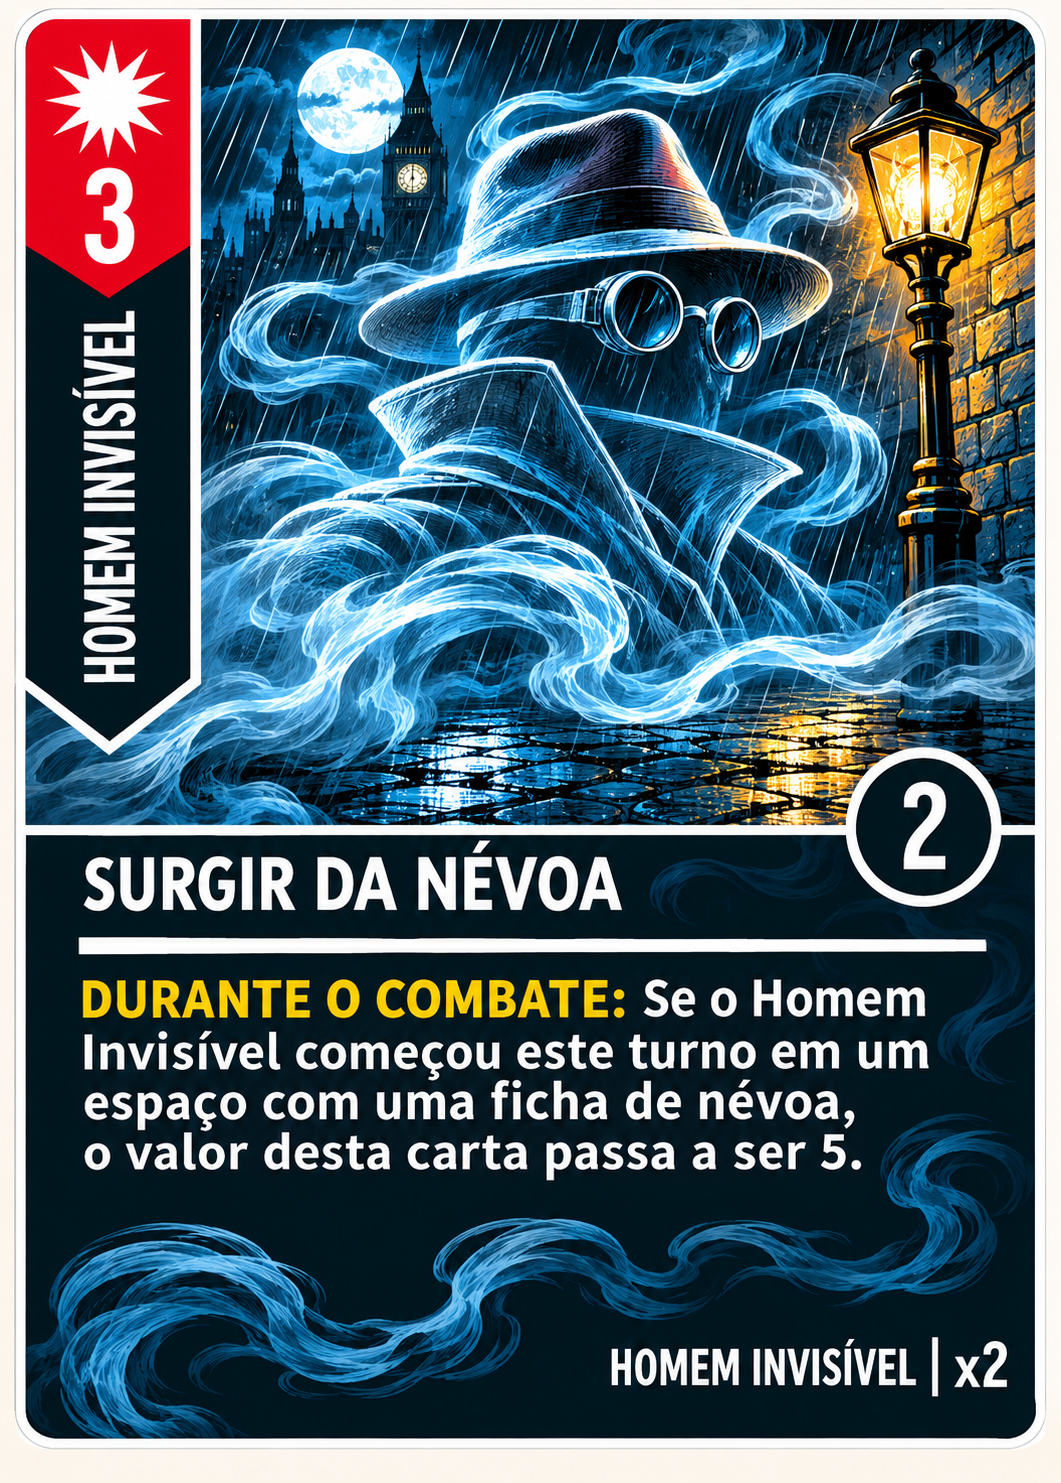 3
HOMEM INVISÍVEL
2
SURGIR DA NÉVOA
DURANTE O COMBATE: Se o Homem
Invisível começou este turno em um
espaço com uma ficha de névoa,
o valor desta carta passa a ser 5.
HOMEM INVISÍVEL | x2